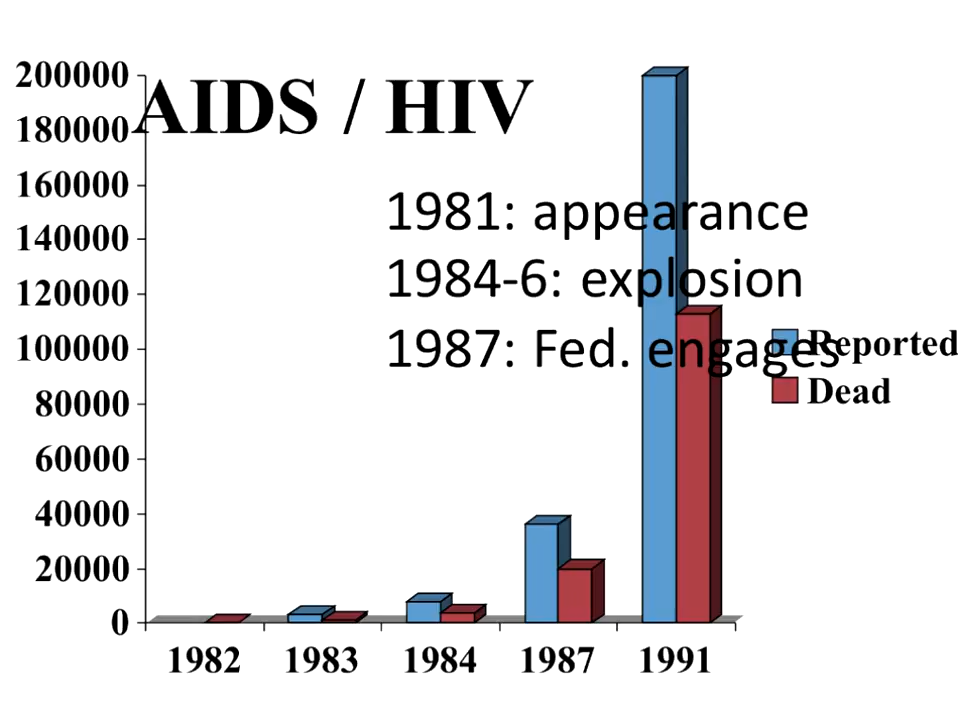 AIDS / HIV
1981: appearance
1984-6: explosion
1987: Fed. engages
200000
180000
160000
140000
120000
100000
80000
60000
40000
20000
0
1982 1983 1984 1987 1991
Reported
Dead